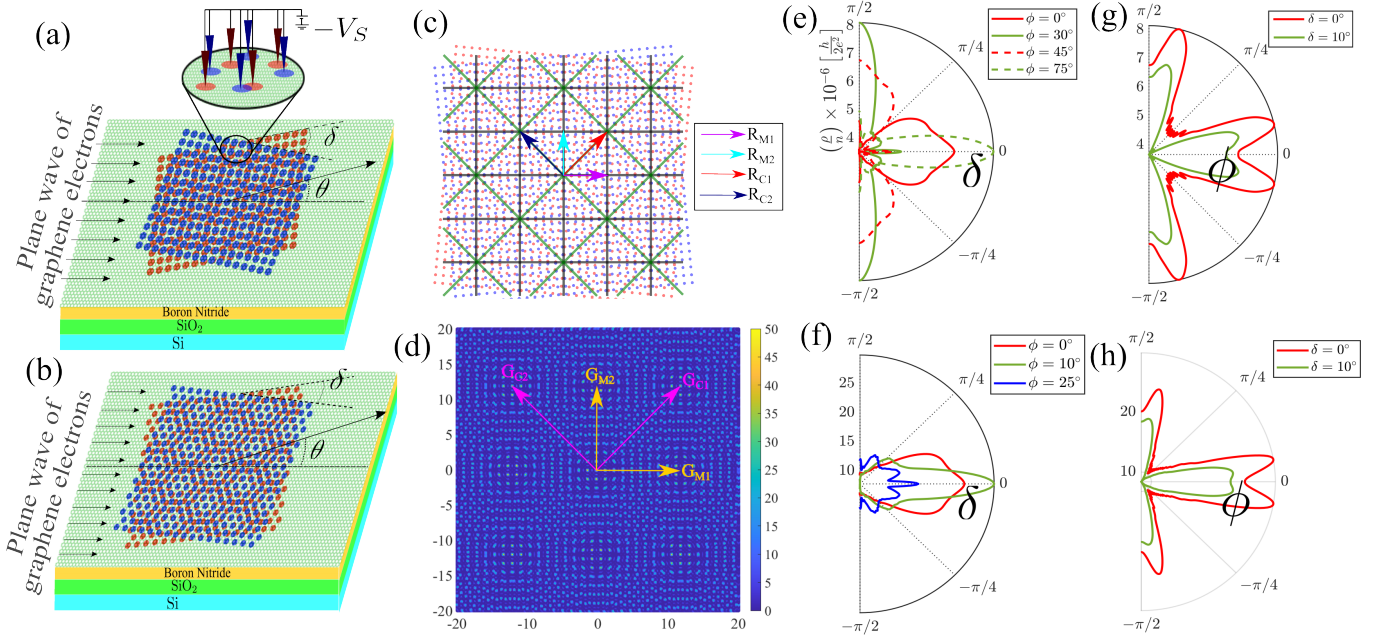 (a)
−V_S
Plane wave of
graphene electrons
δ
θ
Boron Nitride
SiO₂
Si
(b)
Plane wave of
graphene electrons
δ
θ
Boron Nitride
SiO₂
Si
(c)
R_M1
R_M2
R_C1
R_C2
(d)
20
15
10
5
0
-5
-10
-15
-20
-20
-10
0
10
20
G_C2
G_M2
G_C1
G_M1
50
45
40
35
30
25
20
15
10
5
0
(e)
π/2
φ = 0°
φ = 30°
φ = 45°
φ = 75°
(ρ/n) × 10⁻⁶ [h/2e²]
8
7
6
5
4
π/4
0
δ
−π/4
−π/2
(f)
π/2
φ = 0°
φ = 10°
φ = 25°
25
20
15
10
π/4
0
δ
−π/4
−π/2
(g)
π/2
δ = 0°
δ = 10°
8
7
6
5
4
π/4
0
ϕ
−π/4
−π/2
(h)
π/2
δ = 0°
δ = 10°
20
10
π/4
0
ϕ
−π/4
−π/2